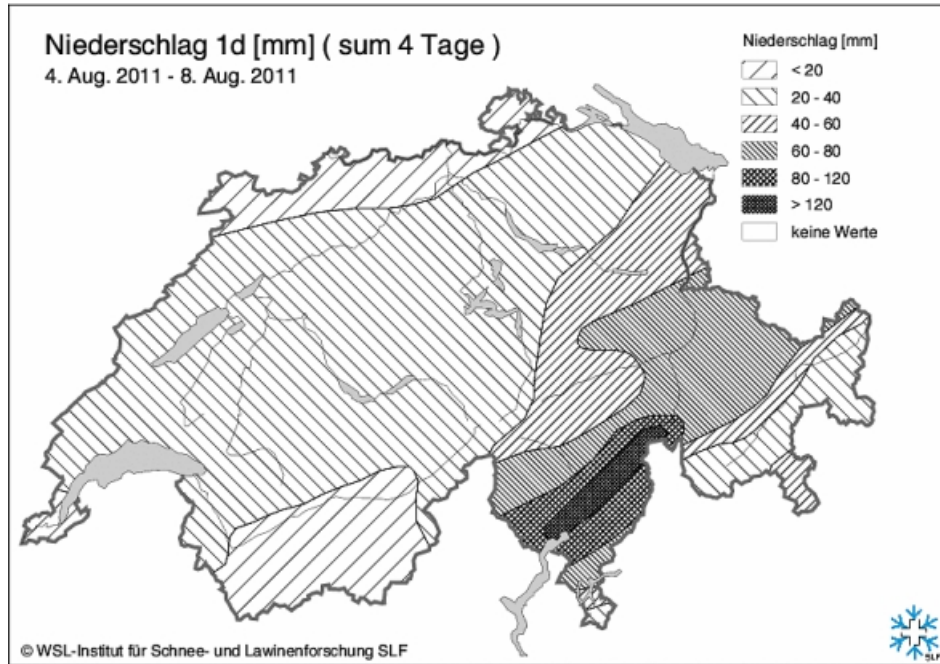 Niederschlag 1d [mm] ( sum 4 Tage )
4. Aug. 2011 - 8. Aug. 2011
Niederschlag [mm]
< 20
20 - 40
40 - 60
60 - 80
80 - 120
> 120
keine Werte
© WSL-Institut für Schnee- und Lawinenforschung SLF
SLF